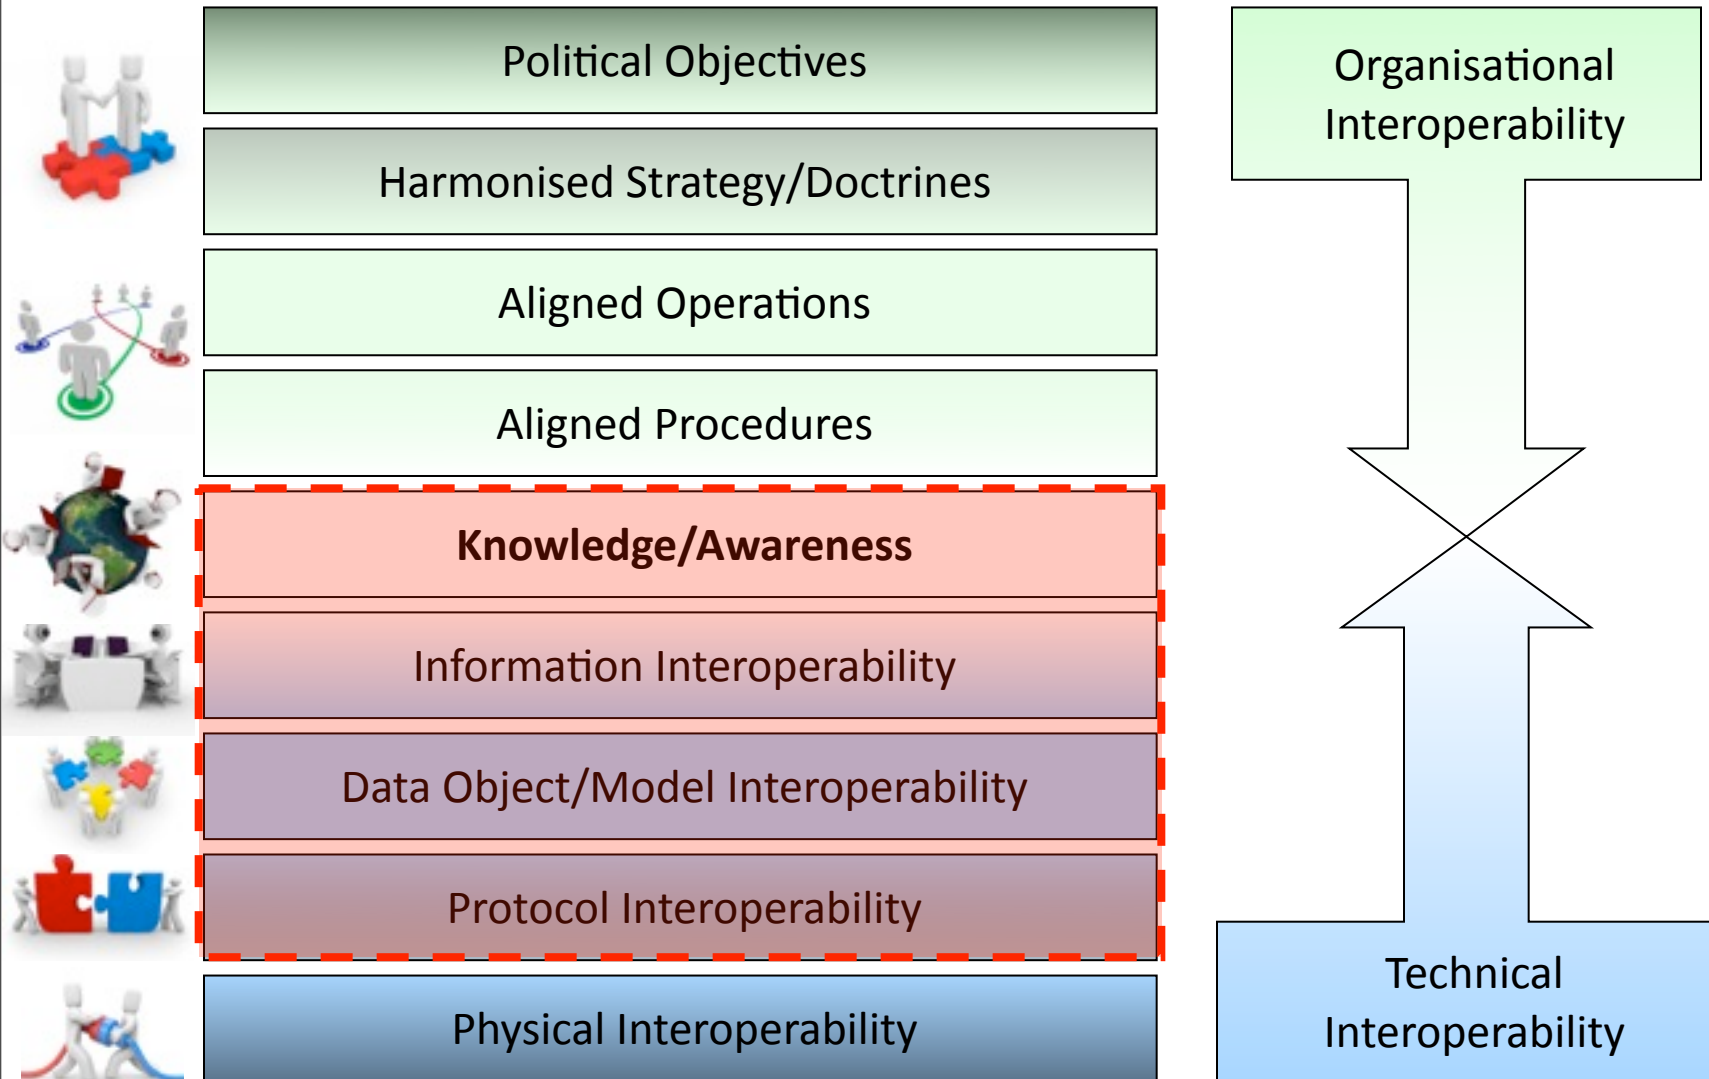 Political Objectives
Harmonised Strategy/Doctrines
Aligned Operations
Aligned Procedures
Knowledge/Awareness
Information Interoperability
Data Object/Model Interoperability
Protocol Interoperability
Physical Interoperability
Organisational
Interoperability
Technical
Interoperability